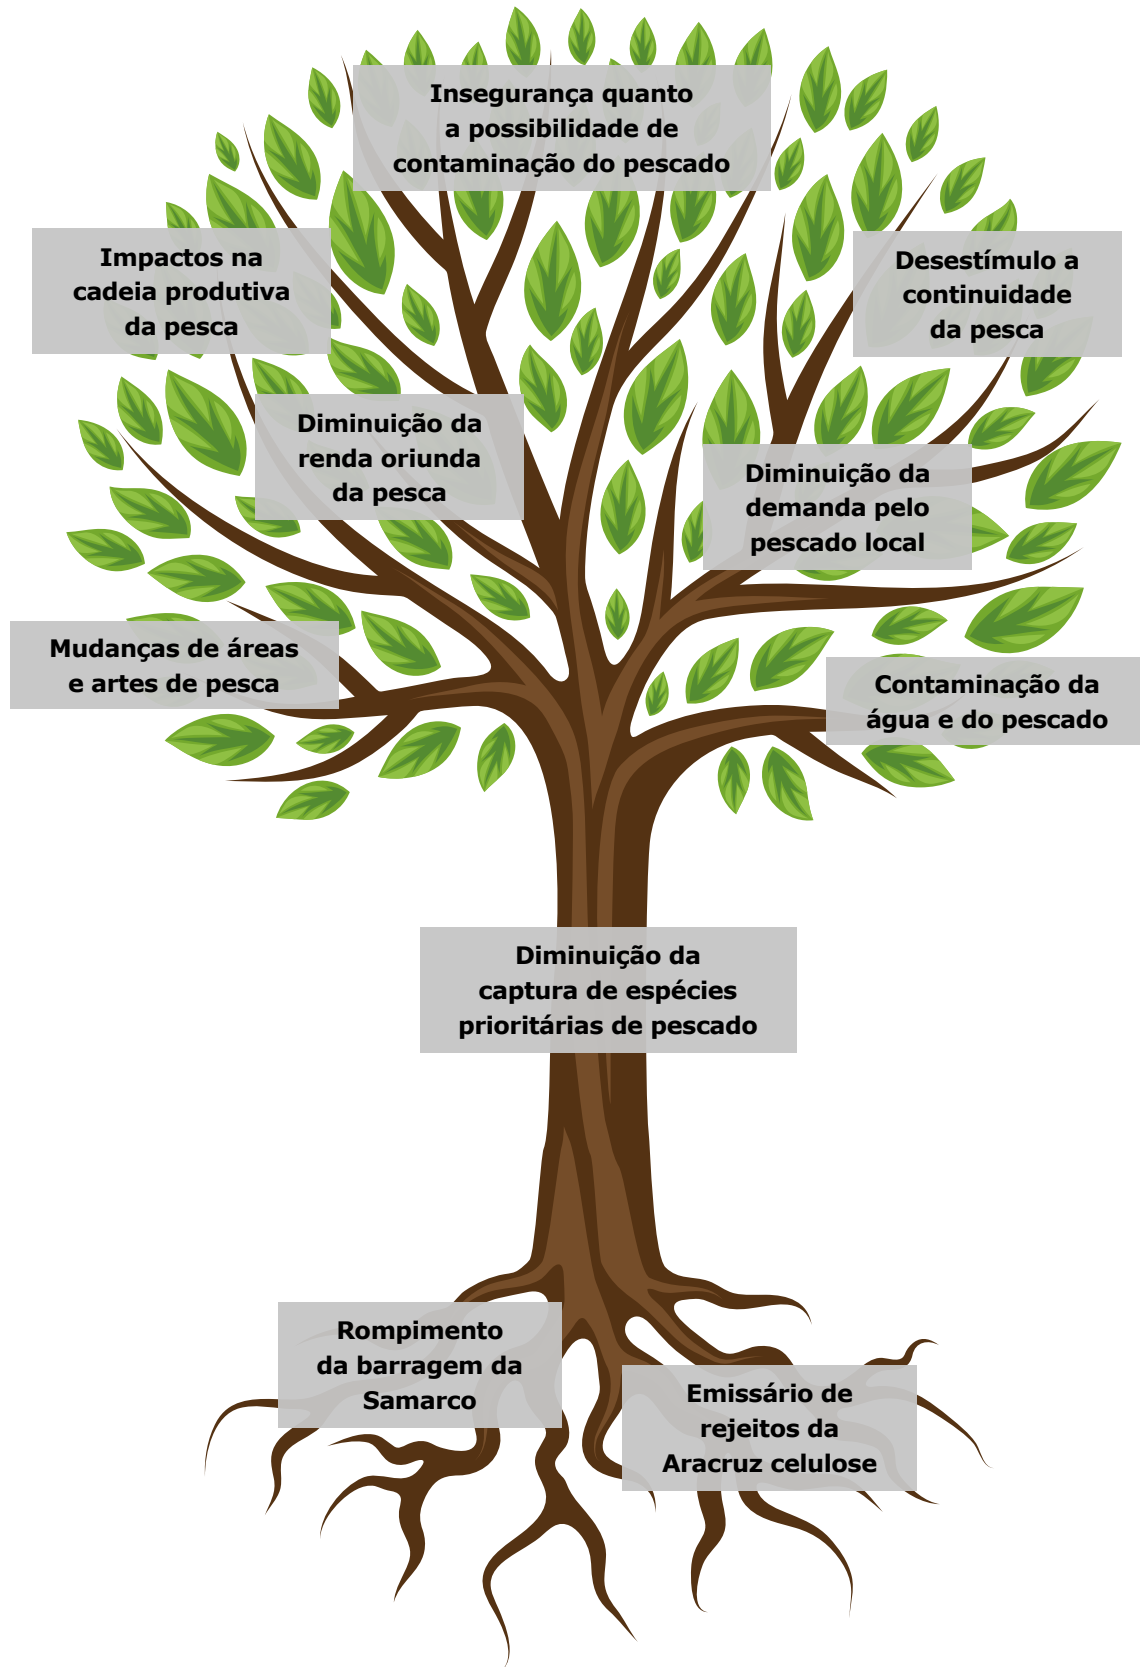 Insegurança quanto
a possibilidade de
contaminação do pescado
Impactos na
cadeia produtiva
da pesca
Desestímulo a
continuidade
da pesca
Diminuição da
renda oriunda
da pesca
Diminuição da
demanda pelo
pescado local
Mudanças de áreas
e artes de pesca
Contaminação da
água e do pescado
Diminuição da
captura de espécies
prioritárias de pescado
Rompimento
da barragem da
Samarco
Emissário de
rejeitos da
Aracruz celulose